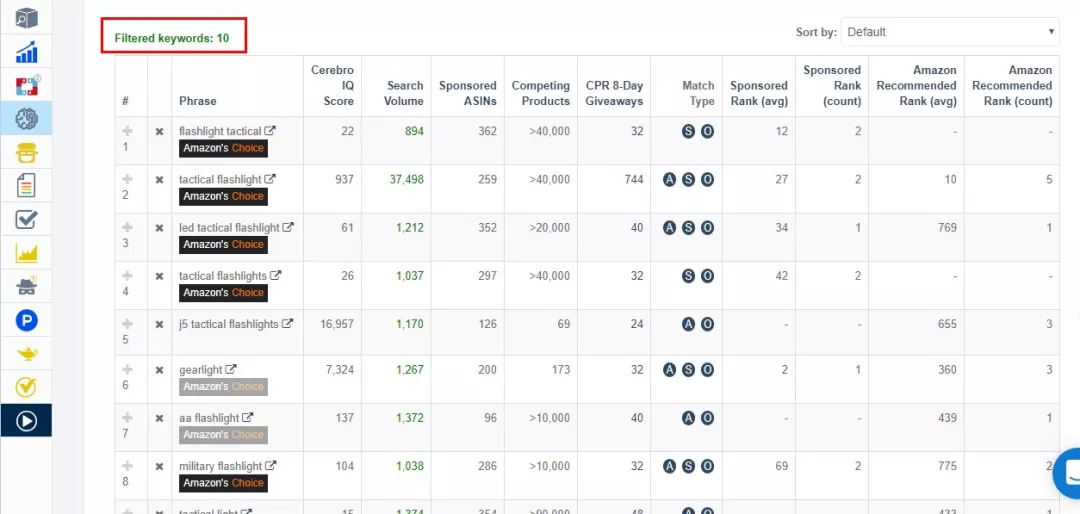 Filtered keywords: 10
Sort by: Default
# Phrase Cerebro IQ Score Search Volume Sponsored ASINs Competing Products CPR 8-Day Giveaways Match Type Sponsored Rank (avg) Sponsored Rank (count) Amazon Recommended Rank (avg) Amazon Recommended Rank (count)
1 flashlight tactical 22 894 362 >40,000 32 S O 12 2 - -
Amazon's Choice
2 tactical flashlight 937 37,498 259 >40,000 744 A S O 27 2 10 5
Amazon's Choice
3 led tactical flashlight 61 1,212 352 >20,000 40 A S O 34 1 769 1
Amazon's Choice
4 tactical flashlights 26 1,037 297 >40,000 32 S O 42 2 - -
Amazon's Choice
5 j5 tactical flashlights 16,957 1,170 126 69 24 A O - - 655 3
6 gearlight 7,324 1,267 200 173 32 A S O 2 1 360 3
Amazon's Choice
7 aa flashlight 137 1,372 96 >10,000 40 A O - - 439 1
Amazon's Choice
8 military flashlight 104 1,038 286 >10,000 32 A S O 69 2 775 2
Amazon's Choice
tactical light 15 1,374 354 >90,000 48 A O - - 433 1